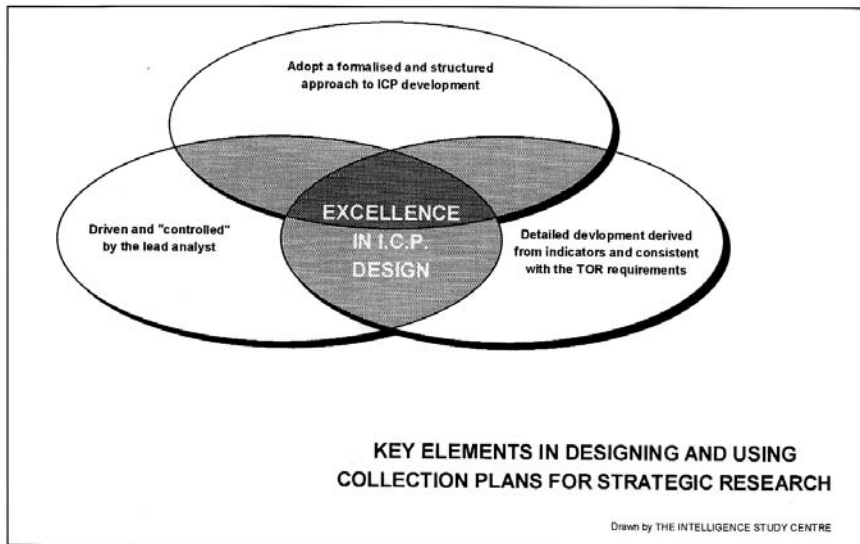 Adopt a formalised and structured
approach to ICP development
Driven and "controlled"
by the lead analyst
EXCELLENCE
IN I.C.P.
DESIGN
Detailed devlopment derived
from indicators and consistent
with the TOR requirements
KEY ELEMENTS IN DESIGNING AND USING
COLLECTION PLANS FOR STRATEGIC RESEARCH
Drawn by THE INTELLIGENCE STUDY CENTRE